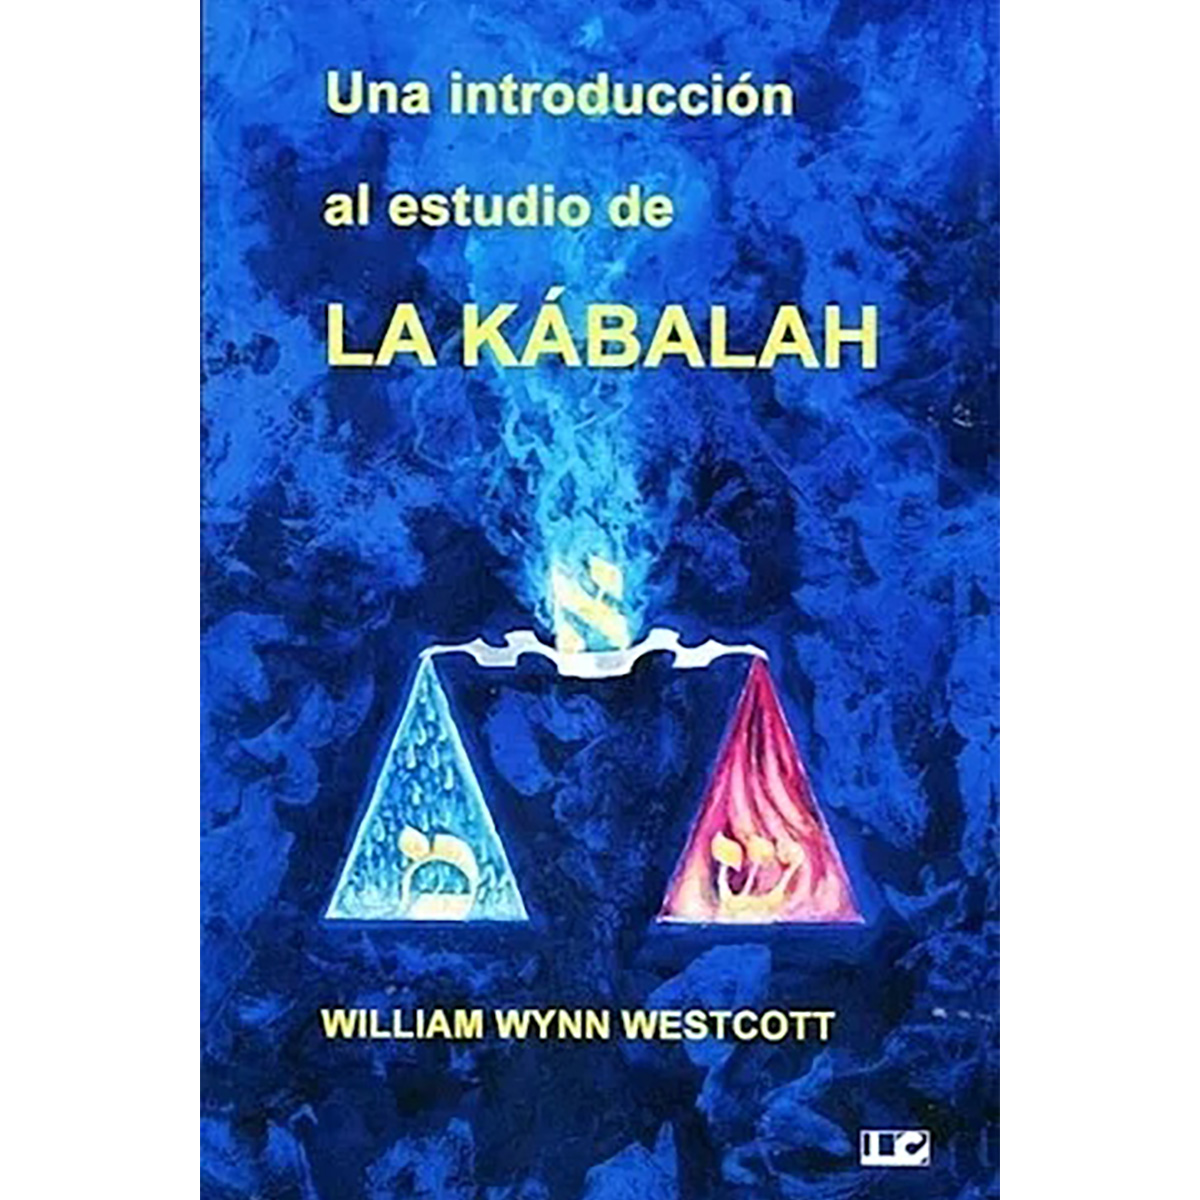 Una introducción
al estudio de
LA KÁBALAH
א
מ
ש
WILLIAM WYNN WESTCOTT